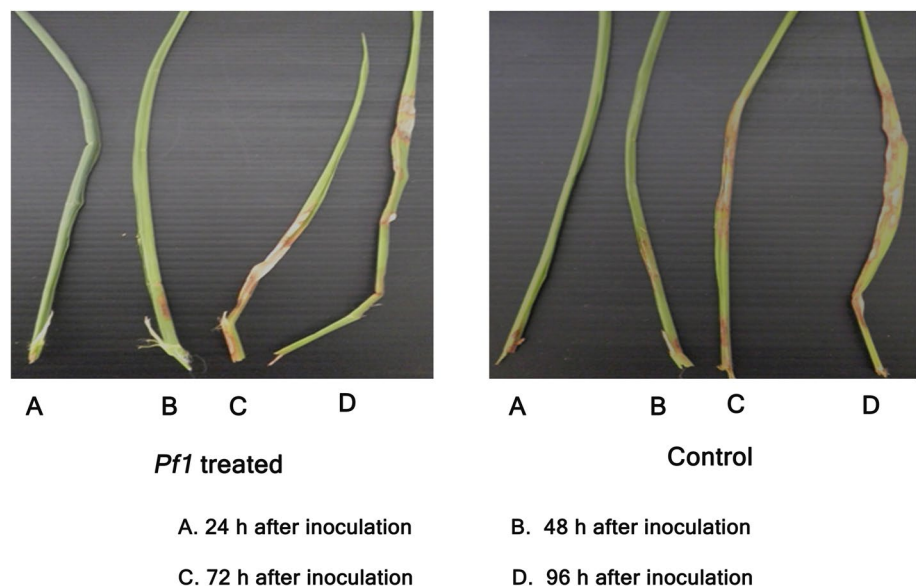 A B C D A B C D
Pf1 treated Control
A. 24 h after inoculation B. 48 h after inoculation
C. 72 h after inoculation D. 96 h after inoculation